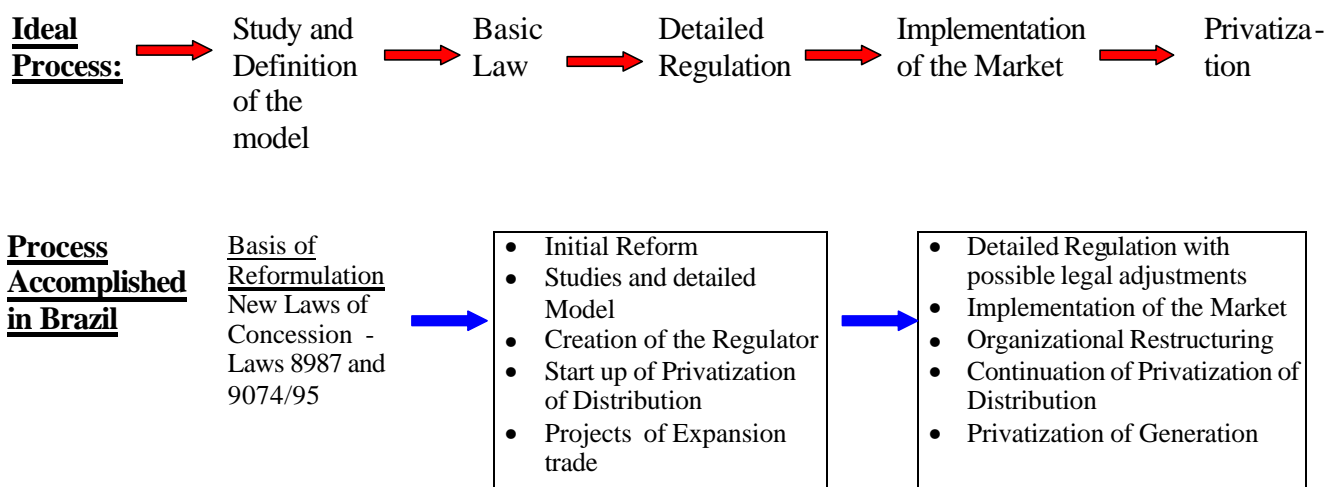 Ideal
Process:
Study and
Definition
of the
model
Basic
Law
Detailed
Regulation
Implementation
of the Market
Privatiza-
tion
Process
Accomplished
in Brazil
Basis of
Reformulation
New Laws of
Concession -
Laws 8987 and
9074/95
• Initial Reform
• Studies and detailed
Model
• Creation of the Regulator
• Start up of Privatization
of Distribution
• Projects of Expansion
trade
• Detailed Regulation with
possible legal adjustments
• Implementation of the Market
• Organizational Restructuring
• Continuation of Privatization of
Distribution
• Privatization of Generation